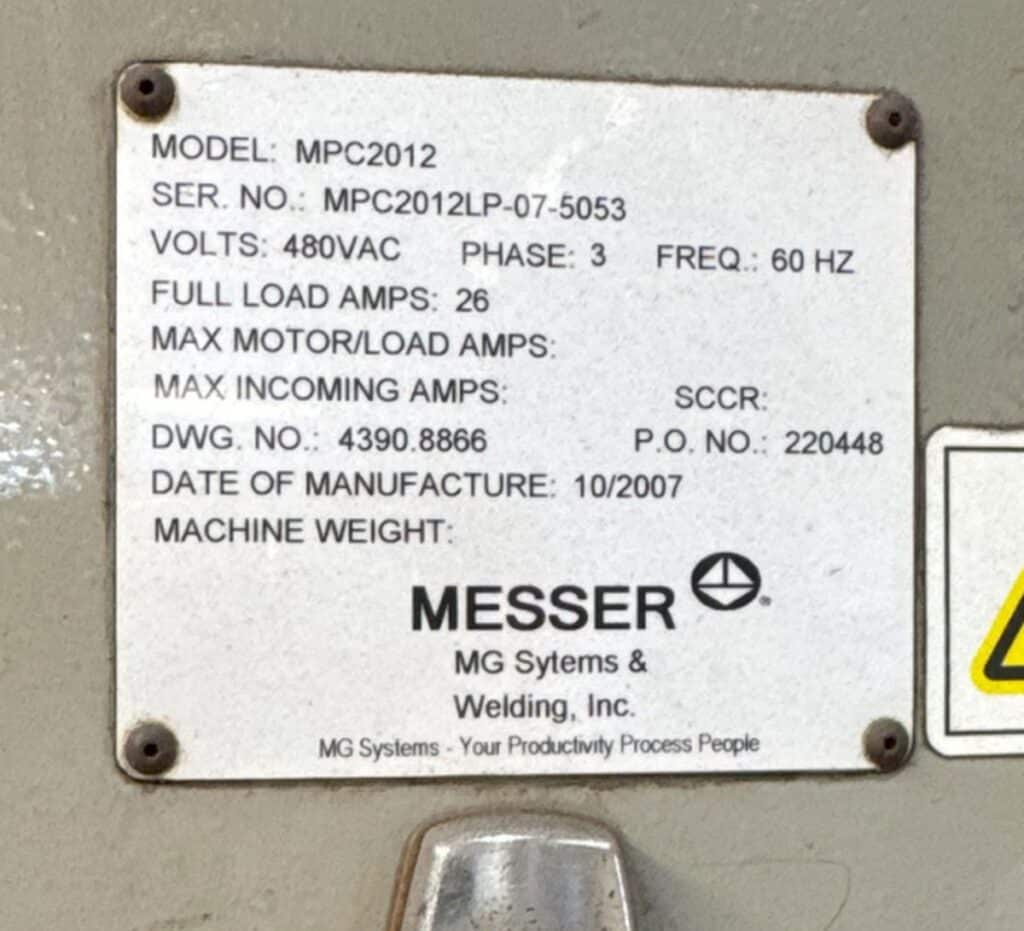 MODEL: MPC2012
SER. NO.: MPC2012LP-07-5053
VOLTS: 480VAC PHASE: 3 FREQ.: 60 HZ
FULL LOAD AMPS: 26
MAX MOTOR/LOAD AMPS:
MAX INCOMING AMPS: SCCR:
DWG. NO.: 4390.8866 P.O. NO.: 220448
DATE OF MANUFACTURE: 10/2007
MACHINE WEIGHT:
MESSER ®
MG Sytems &
Welding, Inc.
MG Systems - Your Productivity Process People